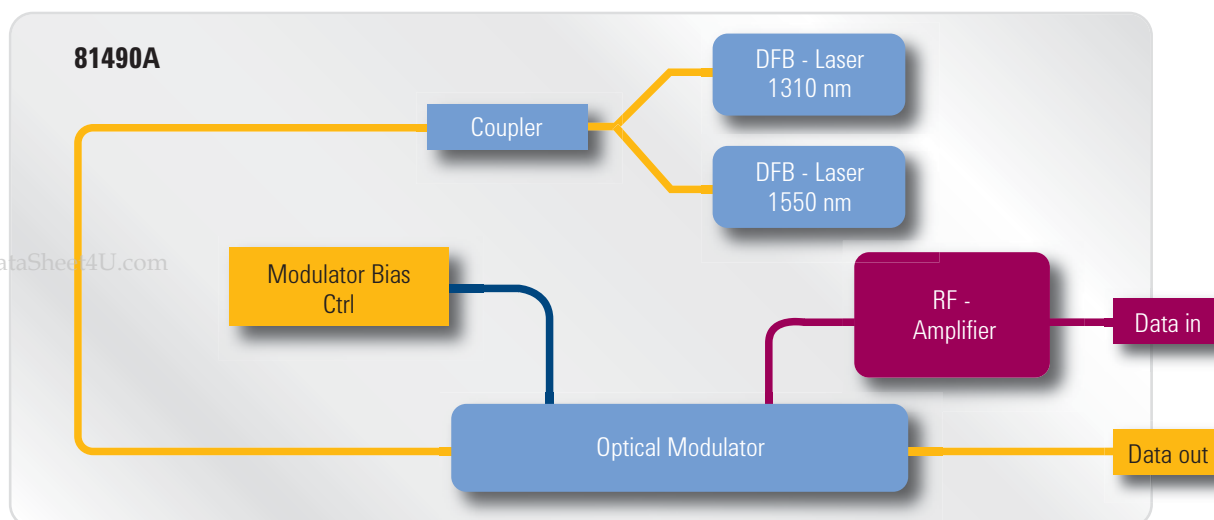 81490A
DFB - Laser
1310 nm
Coupler
DFB - Laser
1550 nm
ataSheet4U.com
Modulator Bias
Ctrl
RF -
Amplifier
Data in
Optical Modulator
Data out